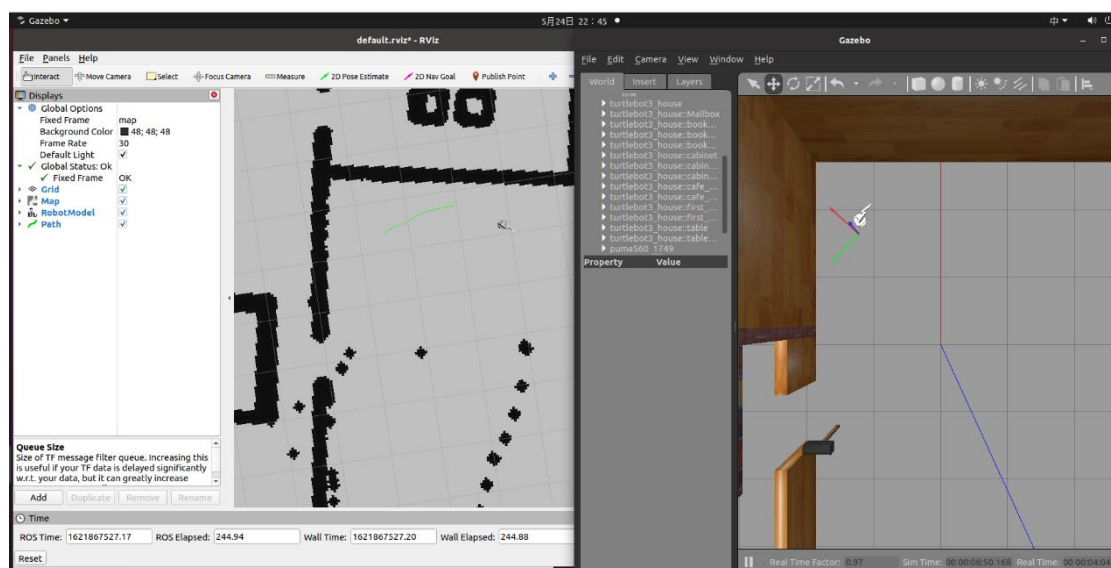 Gazebo
5月24日 22：45
中
default.rviz* - RViz
File Panels Help
Interact Move Camera Select Focus Camera Measure 2D Pose Estimate 2D Nav Goal Publish Point
Displays
Global Options
Fixed Frame map
Background Color 48; 48; 48
Frame Rate 30
Default Light ✓
Global Status: Ok
Fixed Frame OK
Grid
Map
RobotModel
Path
Queue Size
Size of TF message filter queue. Increasing this
is useful if your TF data is delayed significantly
w.r.t. your data, but it can greatly increase
Add Duplicate Remove Rename
Time
ROS Time: 1621867527.17 ROS Elapsed: 244.94 Wall Time: 1621867527.20 Wall Elapsed: 244.88
Reset
Gazebo
File Edit Camera View Window Help
World Insert Layers
turtlebot3_house
turtlebot3_house::Mailbox
turtlebot3_house::book...
turtlebot3_house::book...
turtlebot3_house::book...
turtlebot3_house::cabinet
turtlebot3_house::cabin...
turtlebot3_house::cabin...
turtlebot3_house::cafe_...
turtlebot3_house::cafe_...
turtlebot3_house::first_...
turtlebot3_house::first_...
turtlebot3_house::table
turtlebot3_house::table...
puma560_1749
Property Value
Real Time Factor: 0.97 Sim Time: 00 00:06:50.168 Real Time: 00 00:04:04